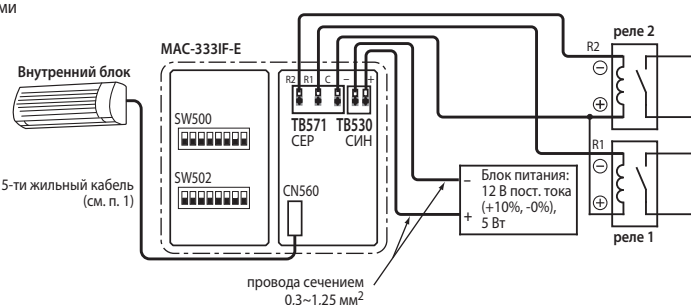 ми
реле 2
R2
⊖
⊕
MAC-333IF-E
Внутренний блок
R2 R1 C - +
TB571 TB530
СЕР СИН
SW500
SW502
CN560
5-ти жильный кабель
(см. п. 1)
R1
⊖
⊕
реле 1
– Блок питания:
12 В пост. тока
+ (+10%, -0%),
5 Вт
провода сечением
0,3~1,25 мм²